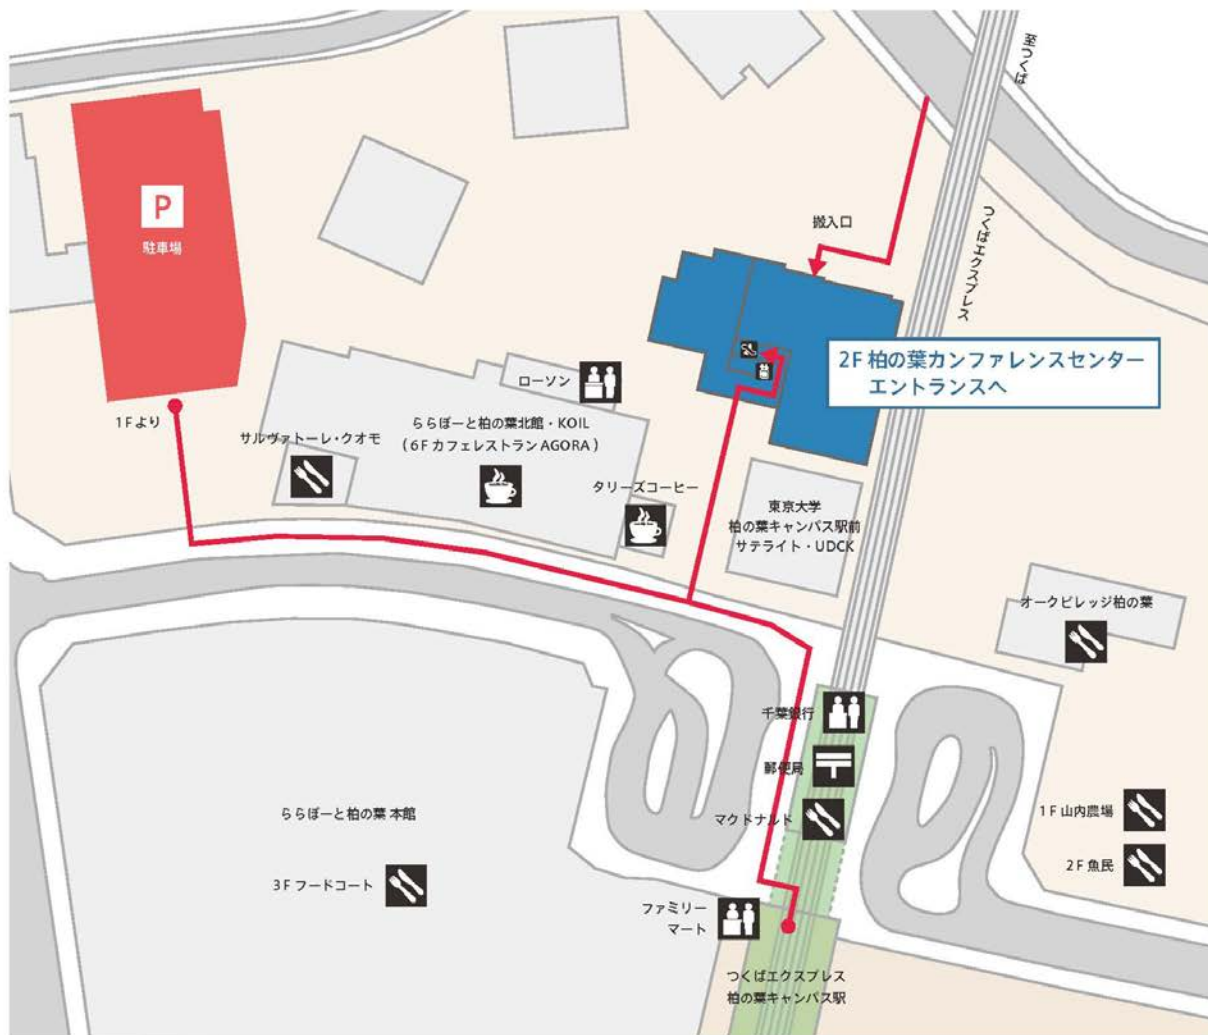 至つくば
つくばエクスプレス
搬入口
P
駐車場
2F 柏の葉カンファレンスセンター
エントランスへ
1Fより
ローソン
サルヴァトーレ・クオモ
ららぽーと柏の葉北館・KOIL
(6F カフェレストラン AGORA)
タリーズコーヒー
東京大学
柏の葉キャンパス駅前
サテライト・UDCK
オークビレッジ柏の葉
千葉銀行
郵便局
マクドナルド
ららぽーと柏の葉 本館
3F フードコート
1F 山内農場
2F 魚民
ファミリー
マート
つくばエクスプレス
柏の葉キャンパス駅